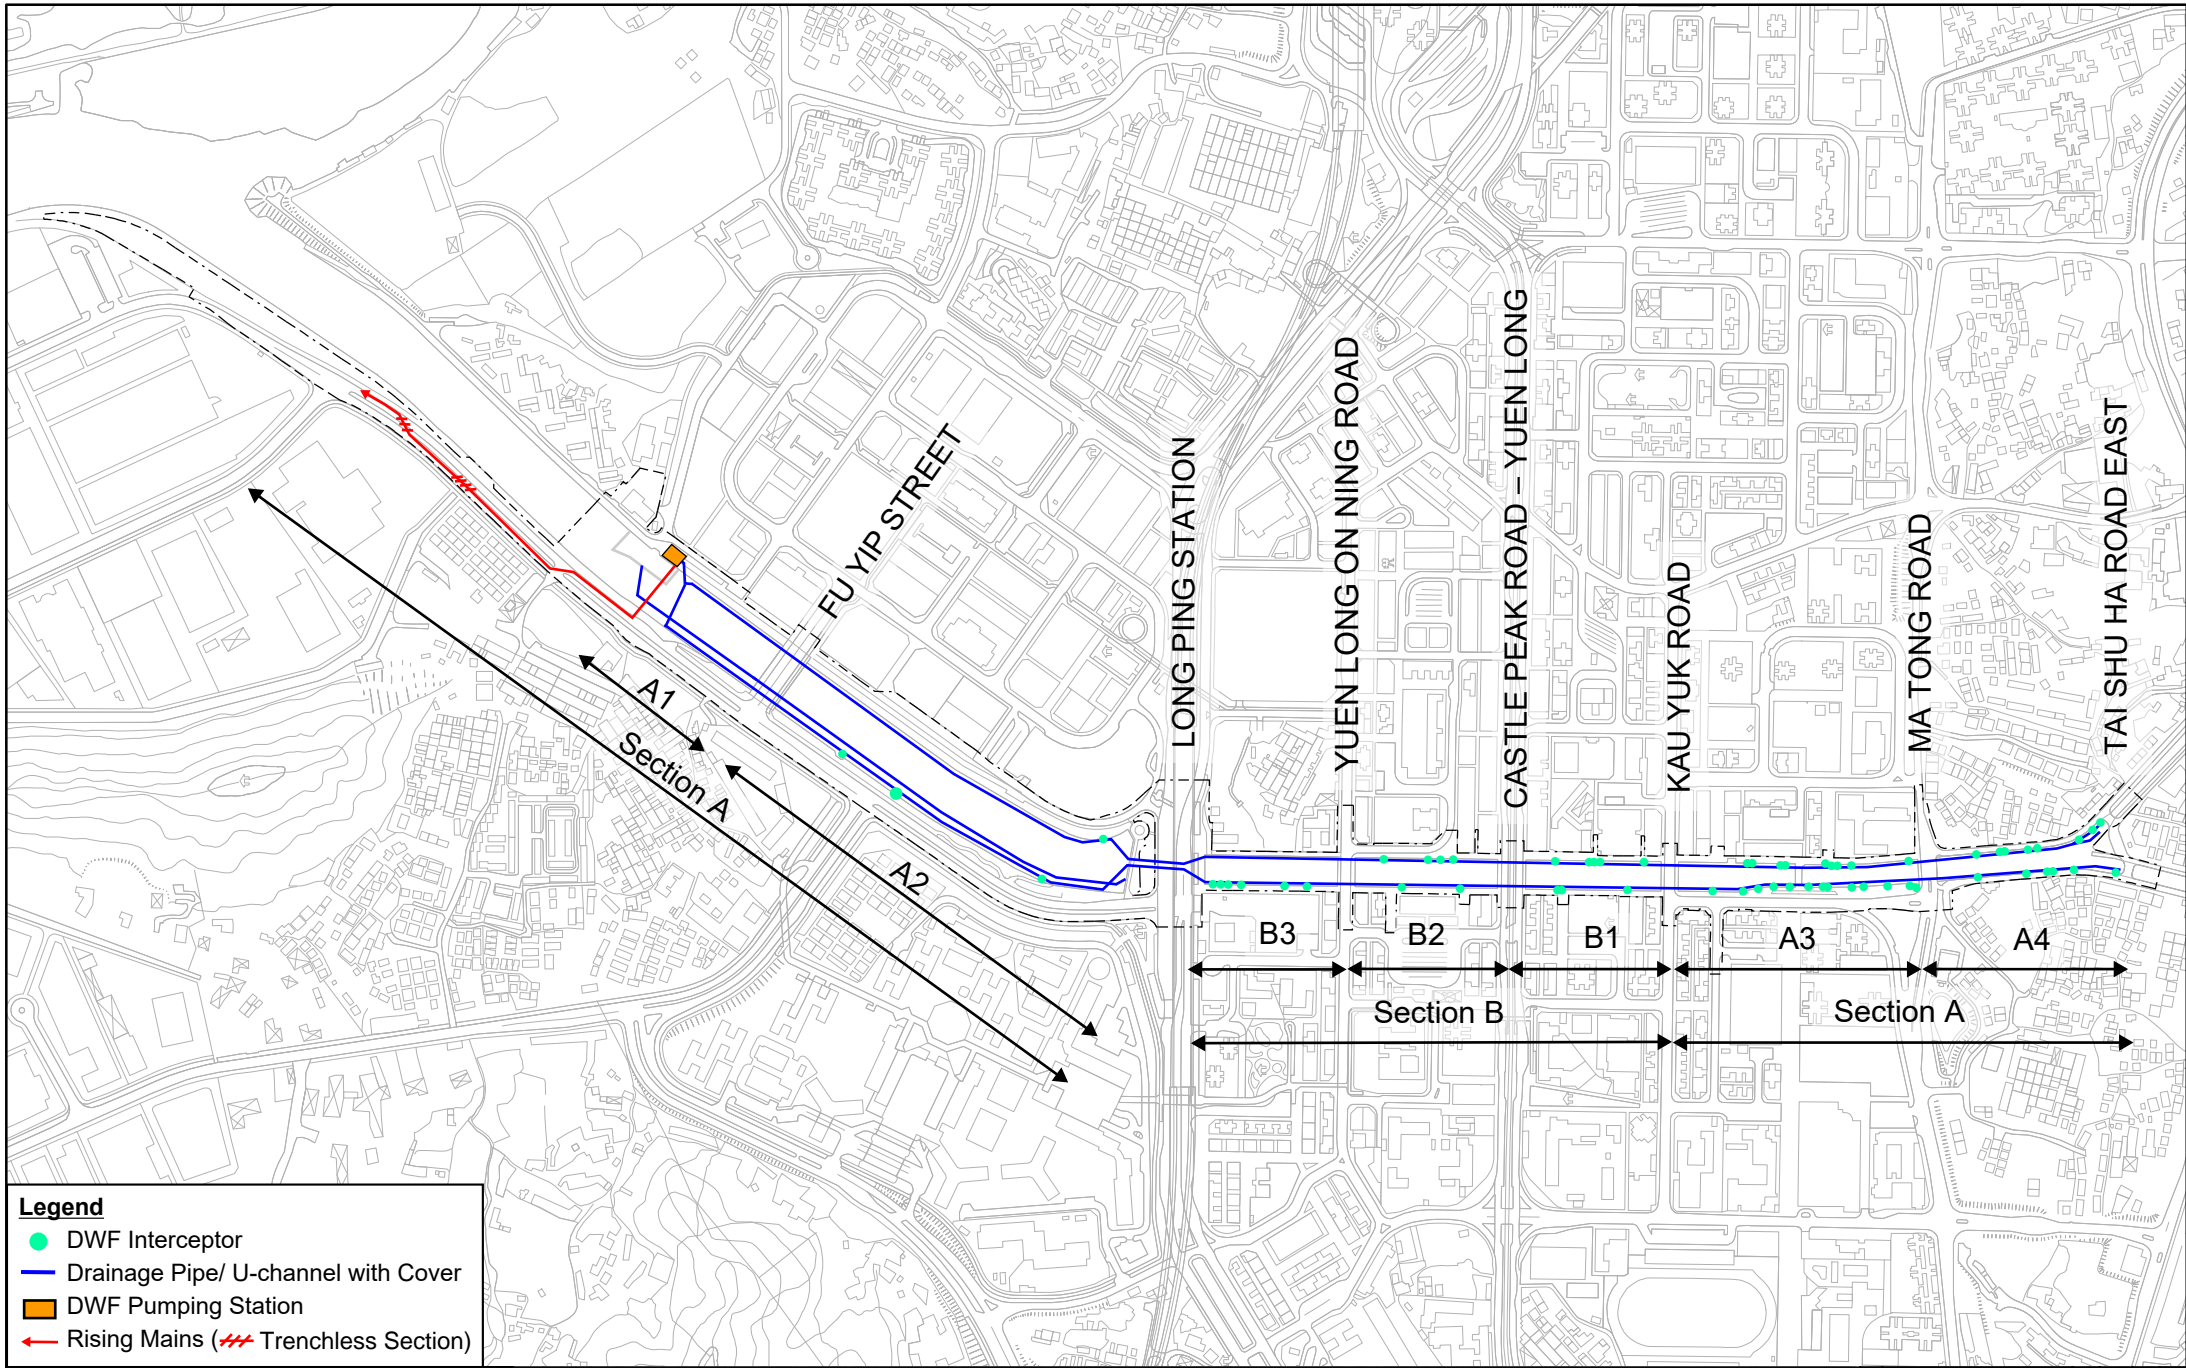 FU YIP STREET
LONG PING STATION
YUEN LONG ON NING ROAD
CASTLE PEAK ROAD – YUEN LONG
KAU YUK ROAD
MA TONG ROAD
TAI SHU HA ROAD EAST
A1
Section A
A2
B3
B2
B1
A3
A4
Section B
Section A
Legend
DWF Interceptor
Drainage Pipe/ U-channel with Cover
DWF Pumping Station
Rising Mains ( Trenchless Section)